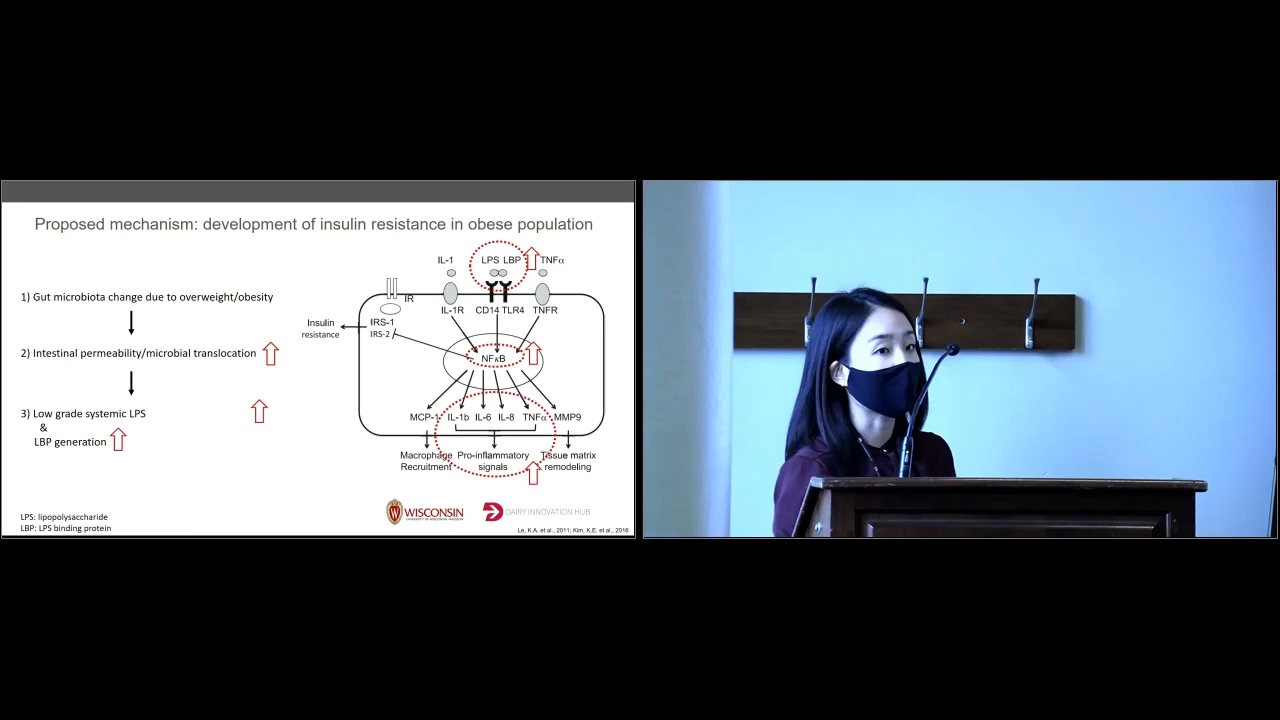 Proposed mechanism: development of insulin resistance in obese population
1) Gut microbiota change due to overweight/obesity
2) Intestinal permeability/microbial translocation
3) Low grade systemic LPS
&
LBP generation
LPS: lipopolysaccharide
LBP: LPS binding protein
IL-1
LPS LBP
TNFα
IR
IL-1R
CD14 TLR4
TNFR
Insulin
resistance
IRS-1
IRS-2
NFκB
MCP-1 IL-1b IL-6 IL-8 TNFα MMP9
Macrophage
Recruitment
Pro-inflammatory
signals
Tissue matrix
remodeling
WISCONSIN
UNIVERSITY OF WISCONSIN-MADISON
DAIRY INNOVATION HUB
Le, K.A. et al., 2011; Kim, K.E. et al., 2016